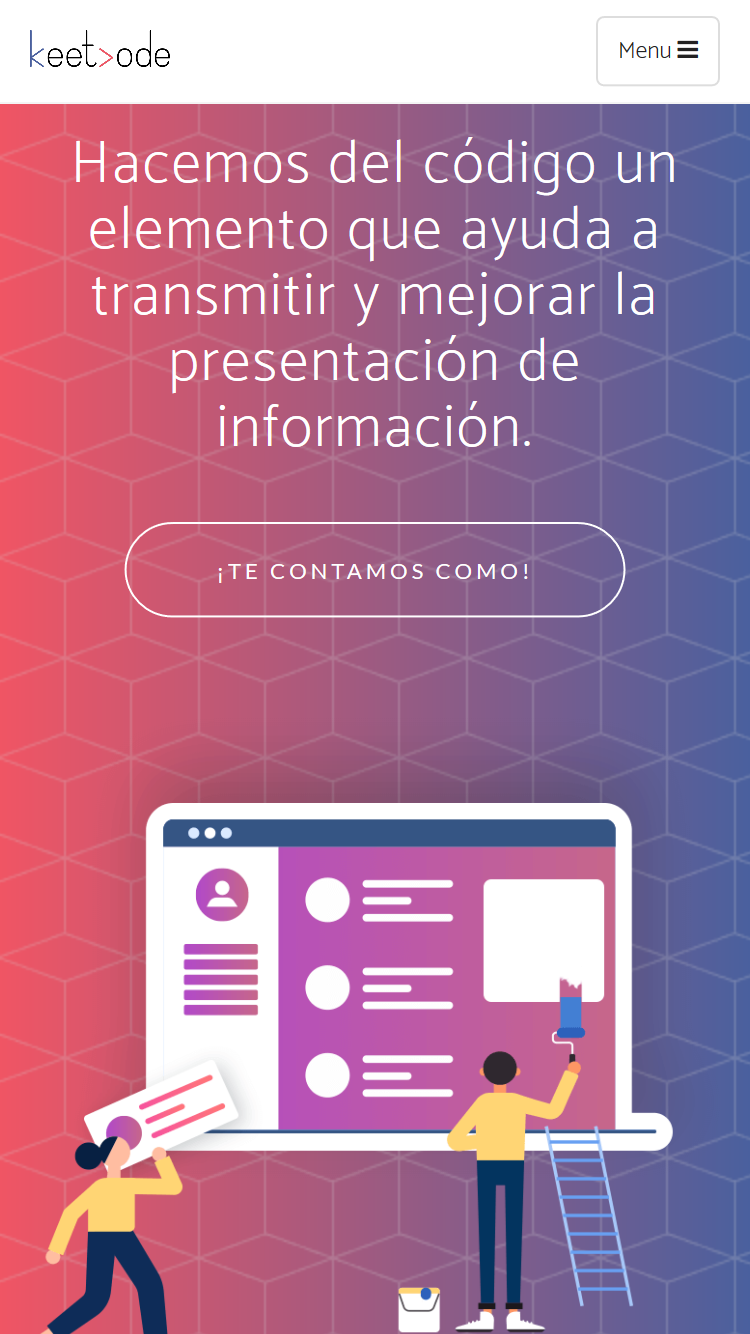 keet>ode
Menu
Hacemos del código un
elemento que ayuda a
transmitir y mejorar la
presentación de
información.
¡TE CONTAMOS COMO!